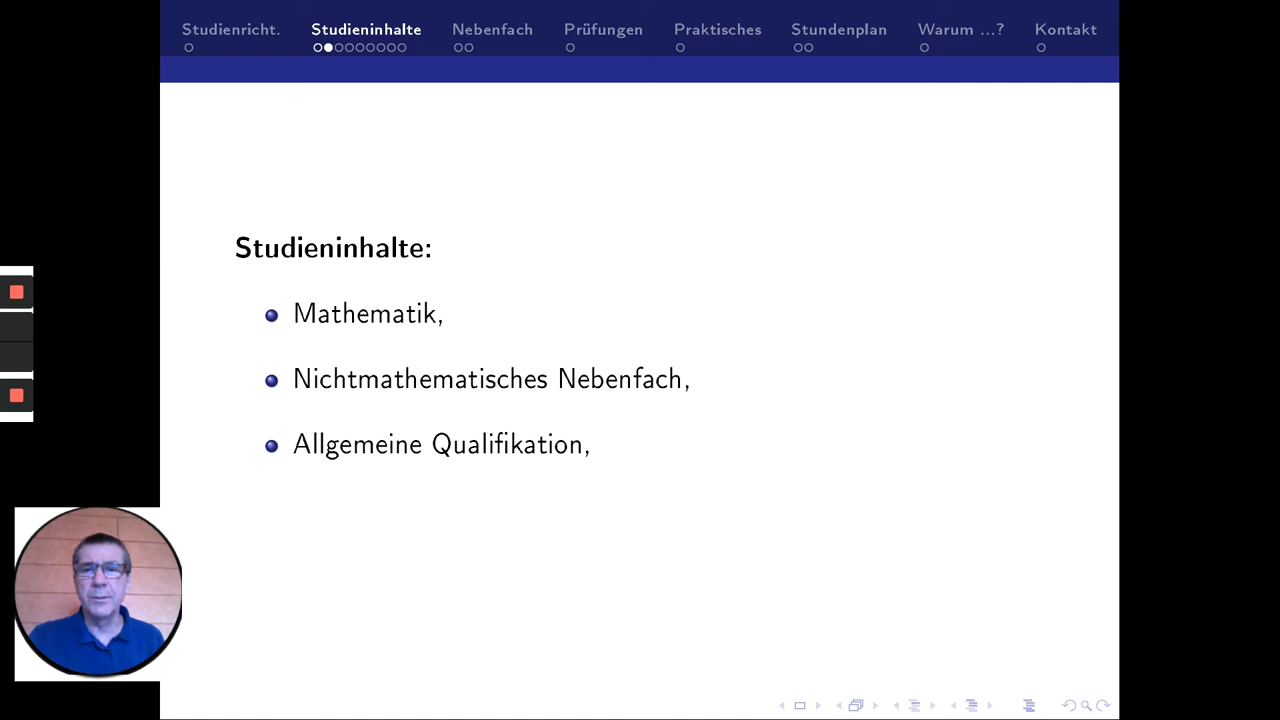 Studienricht. Studieninhalte Nebenfach Prüfungen Praktisches Stundenplan Warum ...? Kontakt
Studieninhalte:
Mathematik,
Nichtmathematisches Nebenfach,
Allgemeine Qualifikation,